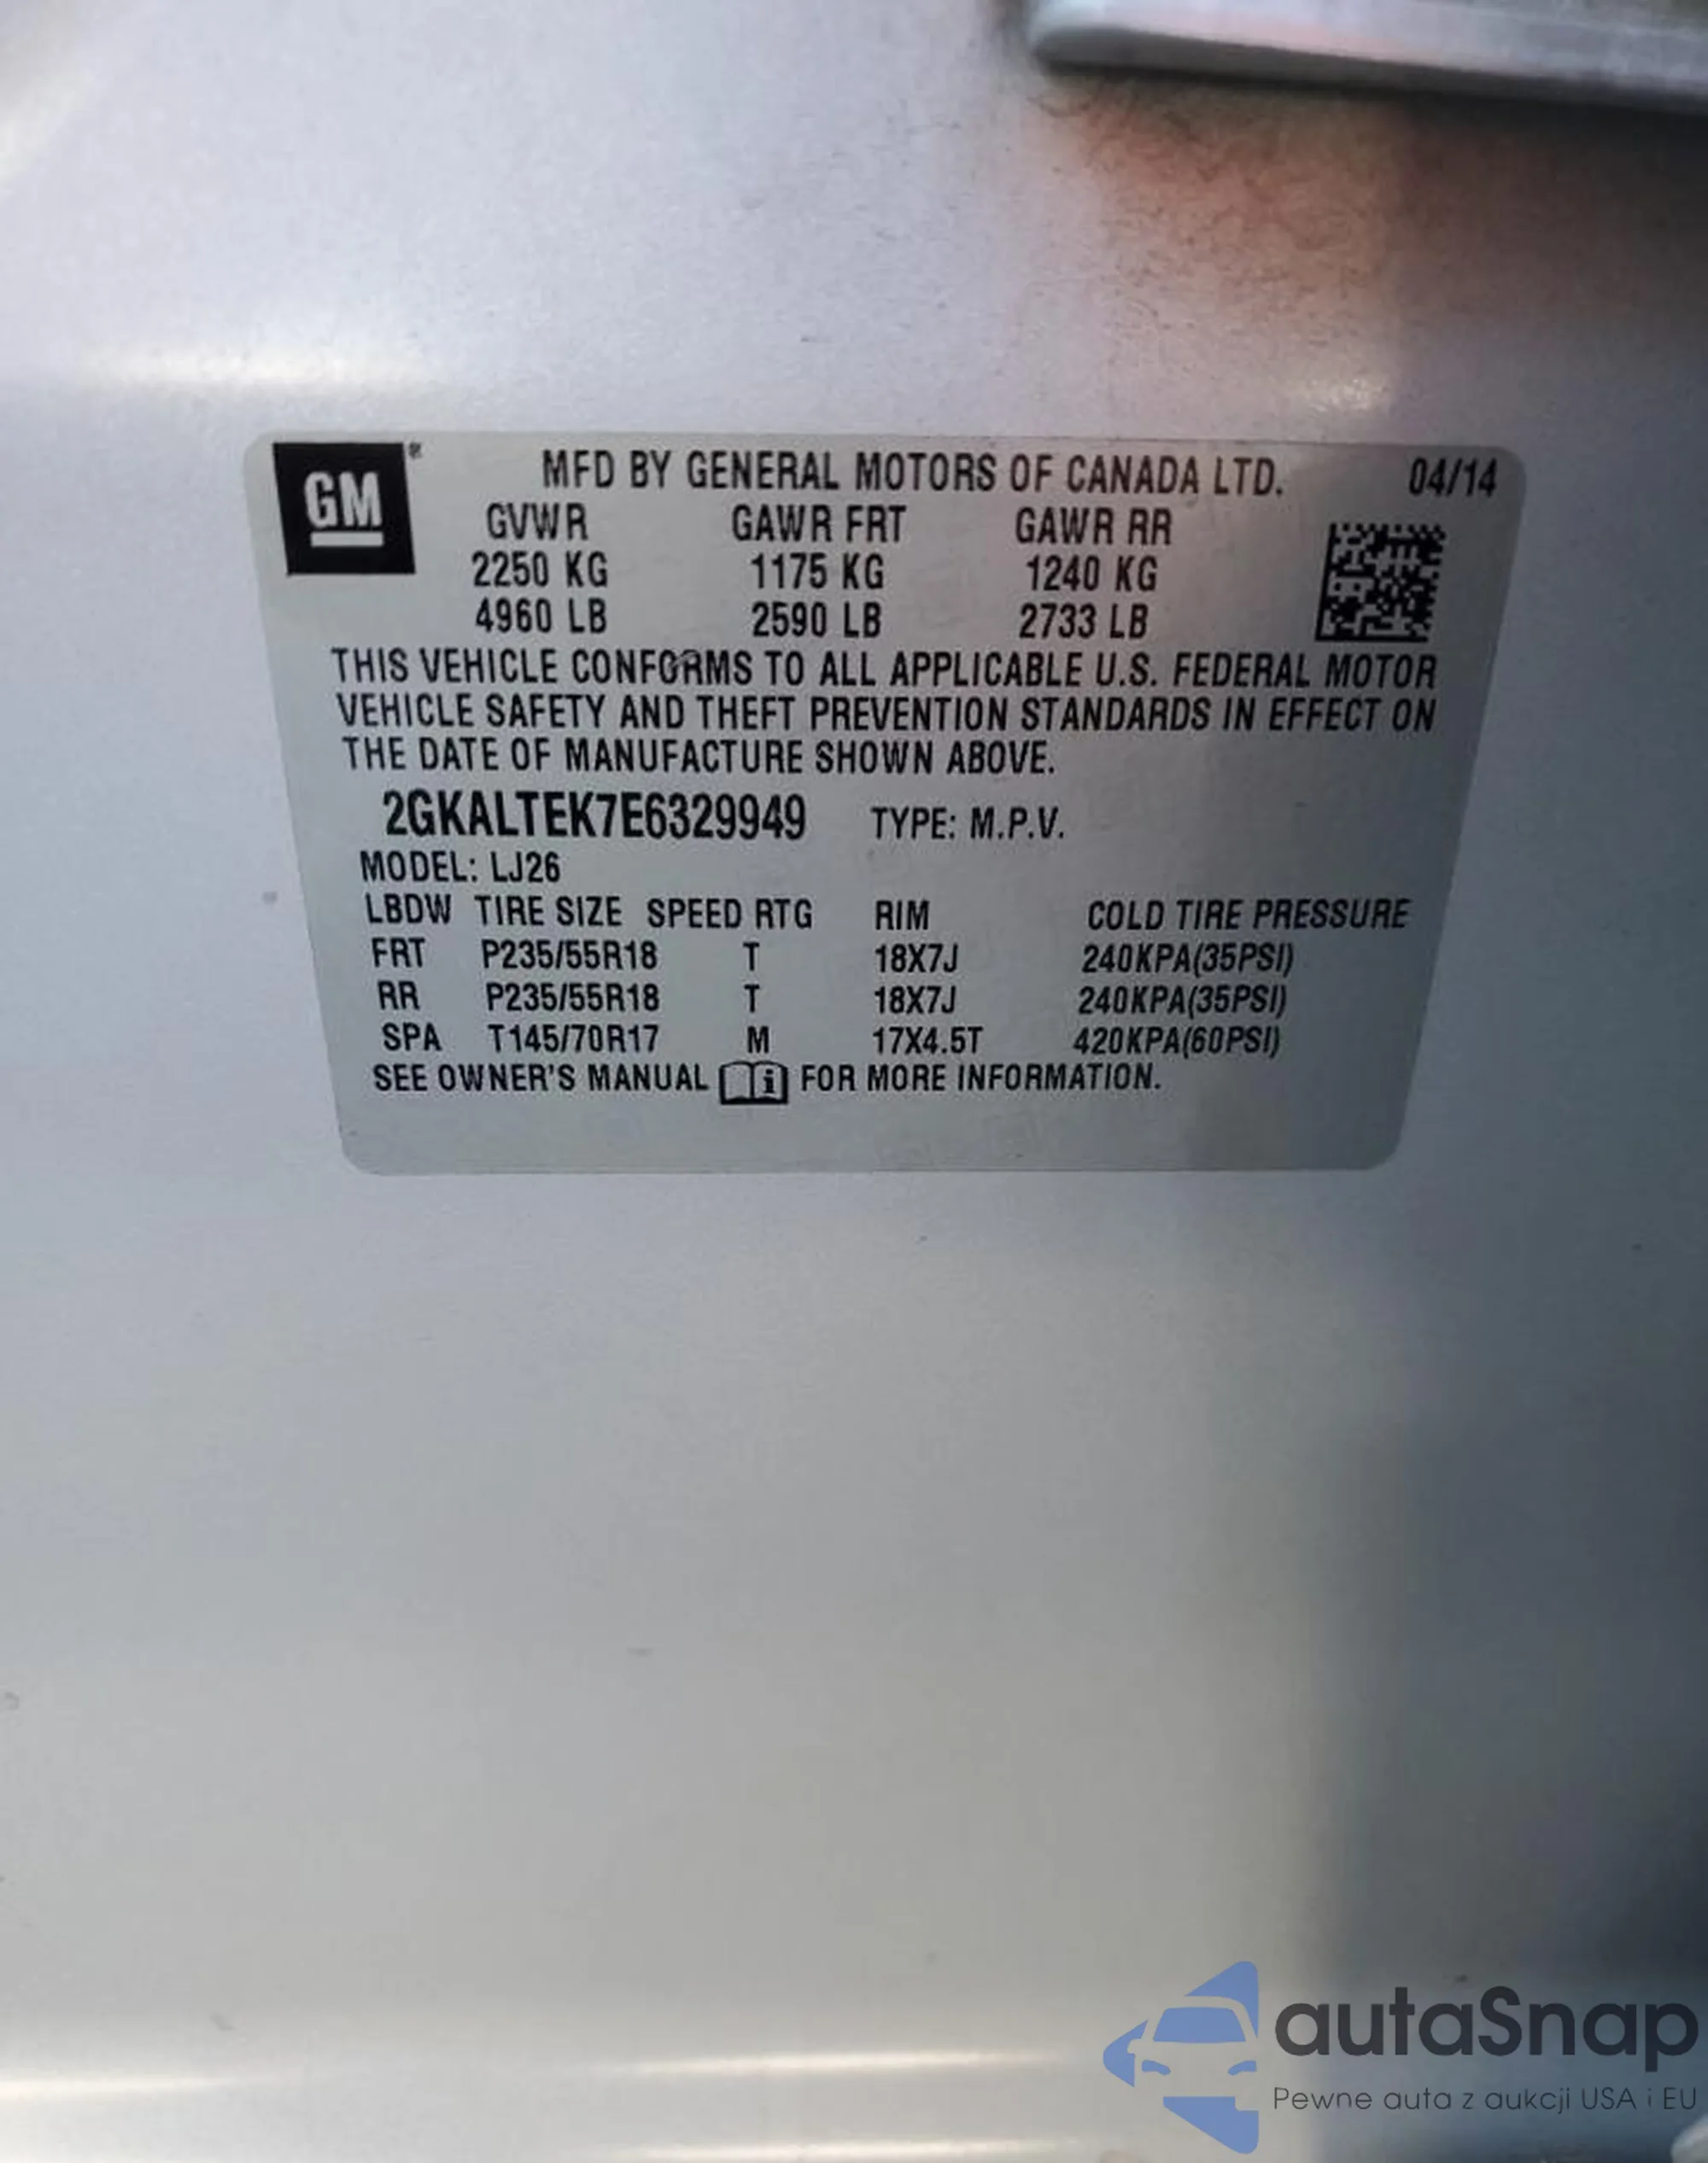 GM®
MFD BY GENERAL MOTORS OF CANADA LTD. 04/14
GVWR GAWR FRT GAWR RR
2250 KG 1175 KG 1240 KG
4960 LB 2590 LB 2733 LB
THIS VEHICLE CONFORMS TO ALL APPLICABLE U.S. FEDERAL MOTOR
VEHICLE SAFETY AND THEFT PREVENTION STANDARDS IN EFFECT ON
THE DATE OF MANUFACTURE SHOWN ABOVE.
2GKALTEK7E6329949 TYPE: M.P.V.
MODEL: LJ26
LBDW TIRE SIZE SPEED RTG RIM COLD TIRE PRESSURE
FRT P235/55R18 T 18X7J 240KPA(35PSI)
RR P235/55R18 T 18X7J 240KPA(35PSI)
SPA T145/70R17 M 17X4.5T 420KPA(60PSI)
SEE OWNER'S MANUAL i FOR MORE INFORMATION.
autaSnap
Pewne auta z aukcji USA i EU